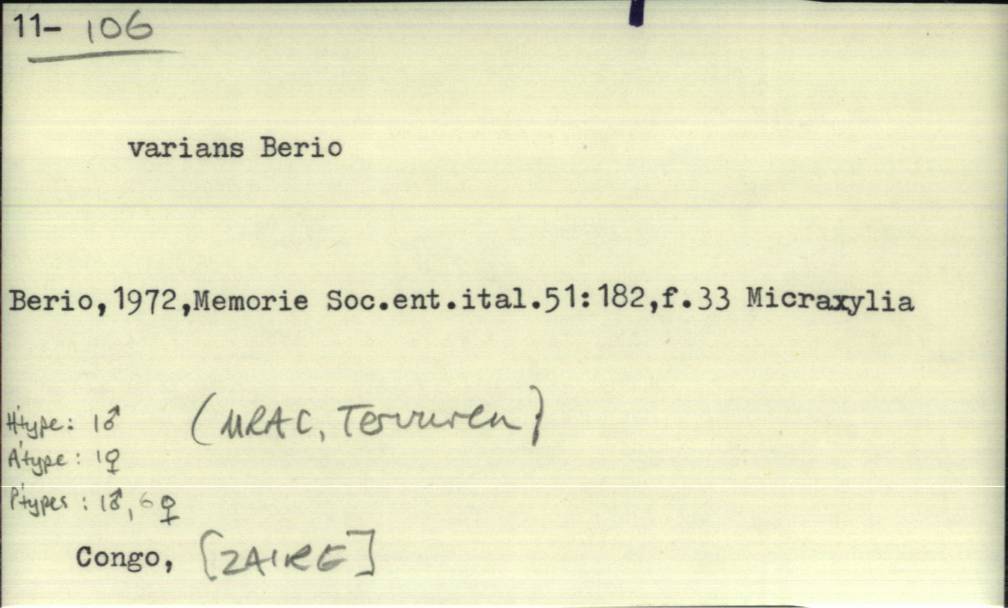 11- 106
varians Berio
Berio,1972,Memorie Soc.ent.ital.51:182,f.33 Micraxylia
H'type: 1♂ (MRAC, Tervuren)
A'type: 1♀
P'types: 1♂, 6♀
Congo, [ZAIRE]